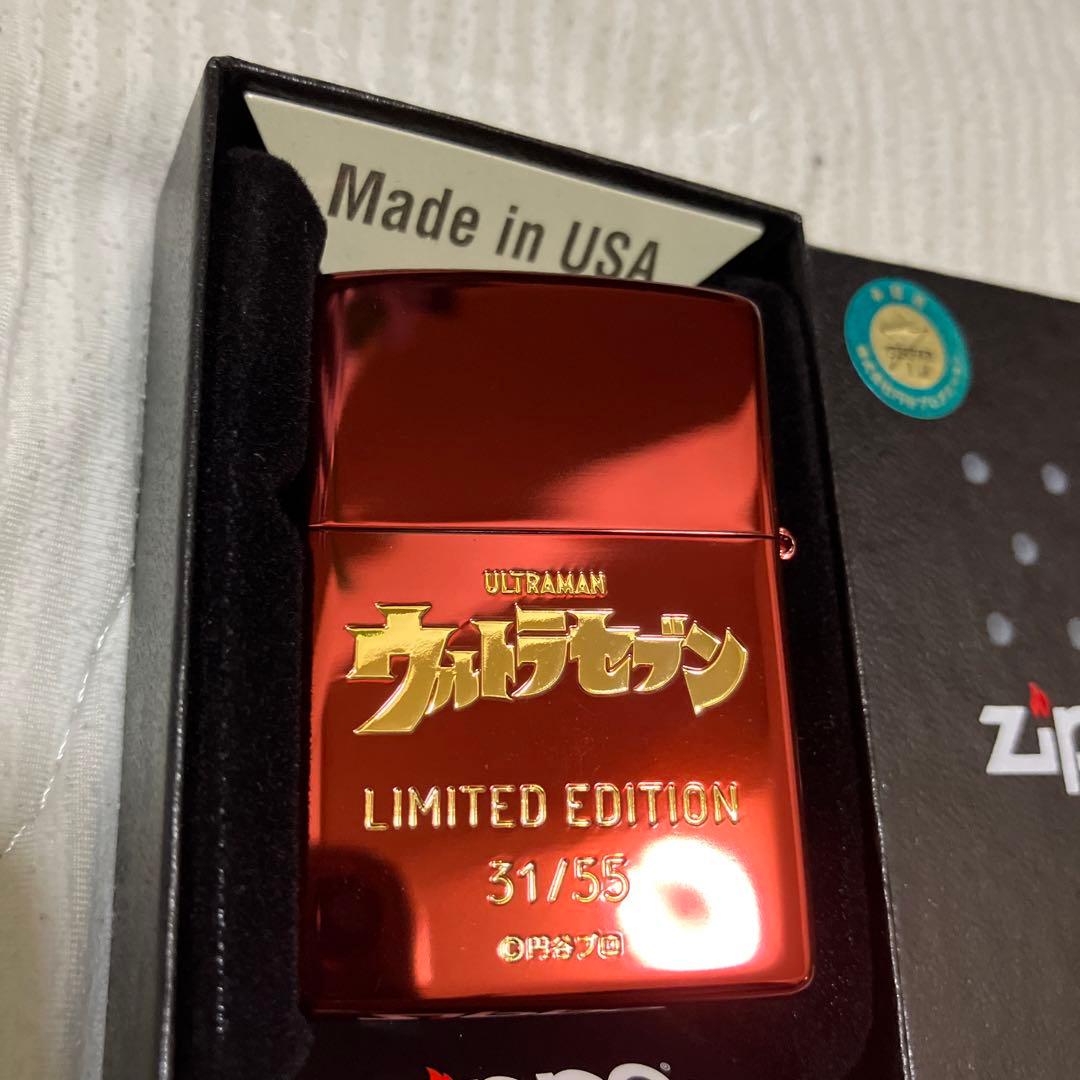 Made in USA
ULTRAMAN
ウルトラセブン
LIMITED EDITION
31/55
©円谷プロ
zip